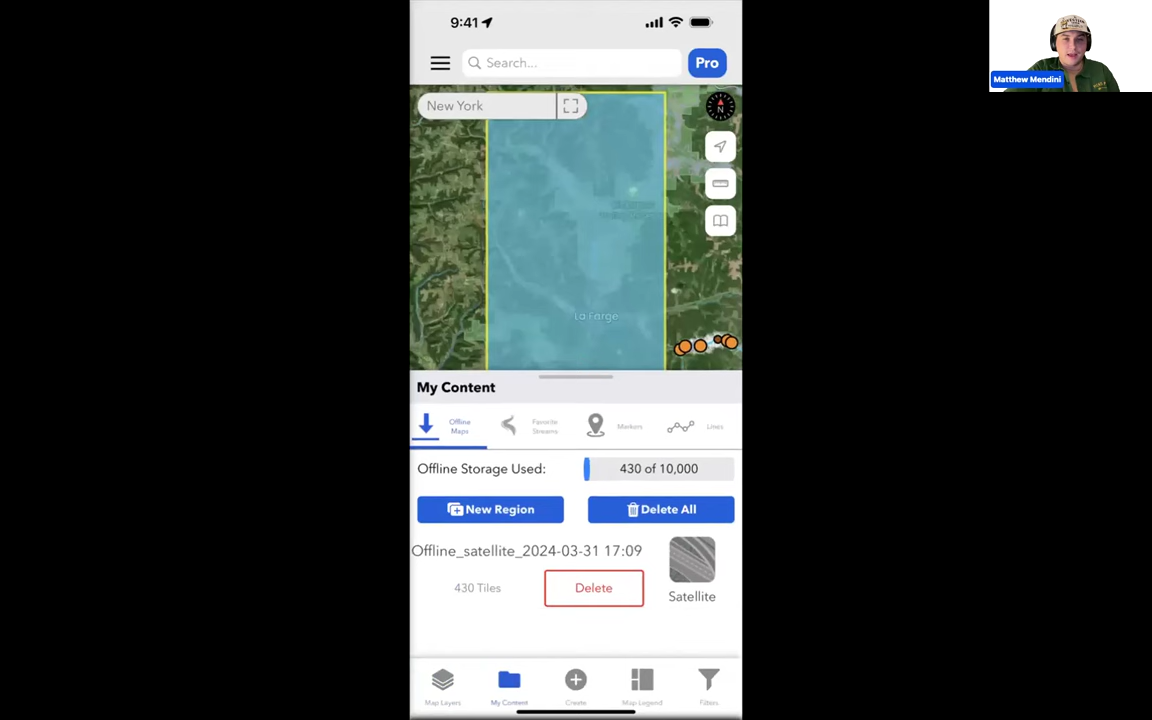 9:41
Search...
Pro
New York
N
La Farge
My Content
Offline
Maps
Favorite
Streams
Markers
Lines
Offline Storage Used:
430 of 10,000
New Region
Delete All
Offline_satellite_2024-03-31 17:09
430 Tiles
Delete
Satellite
Map Layers
My Content
Create
Map Legend
Filters
Matthew Mendini